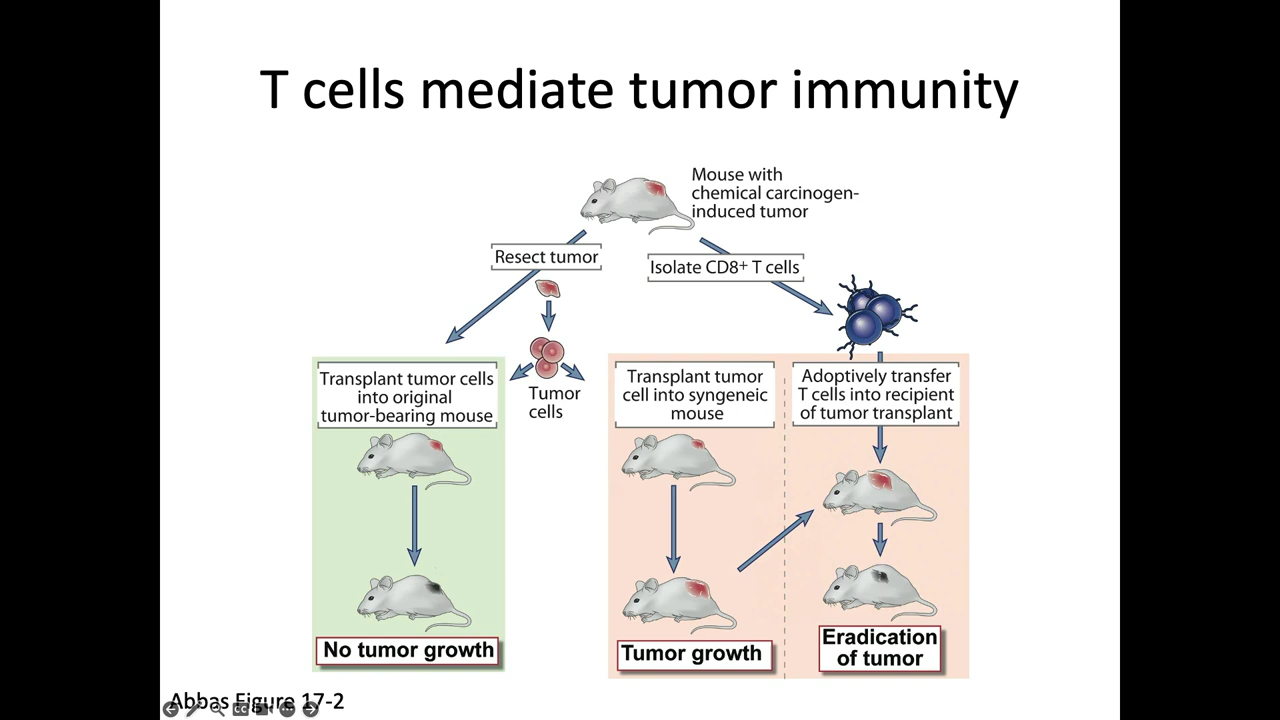 T cells mediate tumor immunity
Mouse with
chemical carcinogen-
induced tumor
Resect tumor
Isolate CD8+ T cells
Transplant tumor cells
into original
tumor-bearing mouse
Tumor
cells
Transplant tumor
cell into syngeneic
mouse
Adoptively transfer
T cells into recipient
of tumor transplant
No tumor growth
Tumor growth
Eradication
of tumor
Abbas Figure 17-2
CC